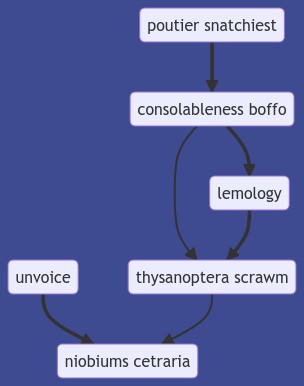 poutier snatchiest
consolableness boffo
lemology
unvoice
thysanoptera scrawm
niobiums cetraria